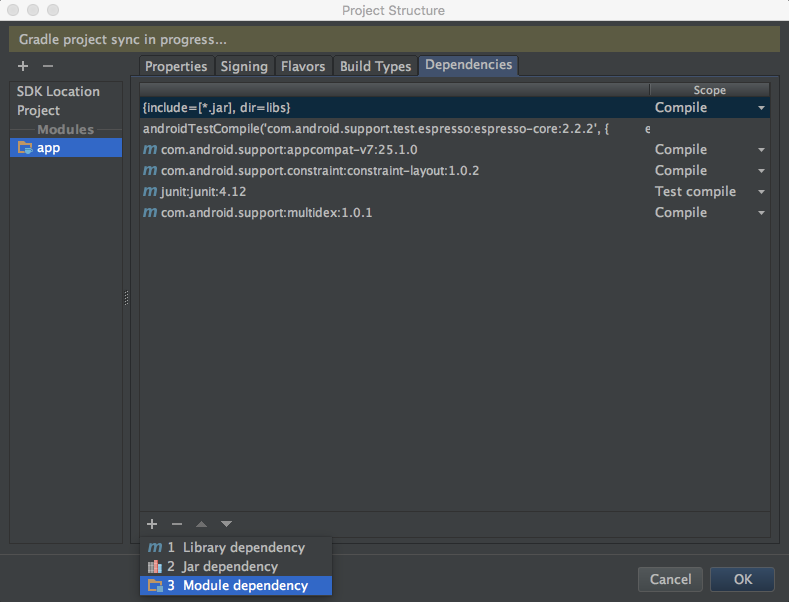 Project Structure
Gradle project sync in progress...
Properties Signing Flavors Build Types Dependencies
SDK Location
Project
Modules
app
Scope
{include=[*.jar], dir=libs} Compile
androidTestCompile('com.android.support.test.espresso:espresso-core:2.2.2', { e
m com.android.support:appcompat-v7:25.1.0 Compile
m com.android.support.constraint:constraint-layout:1.0.2 Compile
m junit:junit:4.12 Test compile
m com.android.support:multidex:1.0.1 Compile
m 1 Library dependency
2 Jar dependency
3 Module dependency
Cancel OK